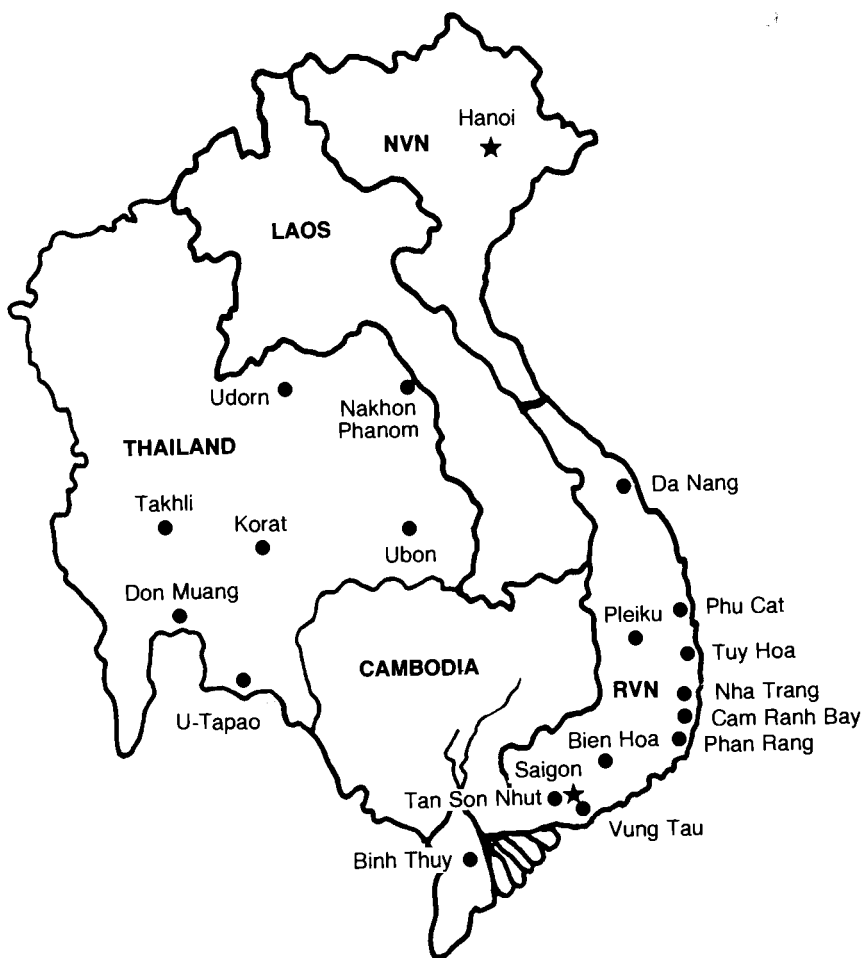 Hanoi
NVN
LAOS
Udorn
Nakhon
Phanom
THAILAND
Da Nang
Takhli
Korat
Ubon
Don Muang
Pleiku
Phu Cat
Tuy Hoa
CAMBODIA
RVN
Nha Trang
U-Tapao
Cam Ranh Bay
Bien Hoa
Phan Rang
Saigon
Tan Son Nhut
Vung Tau
Binh Thuy